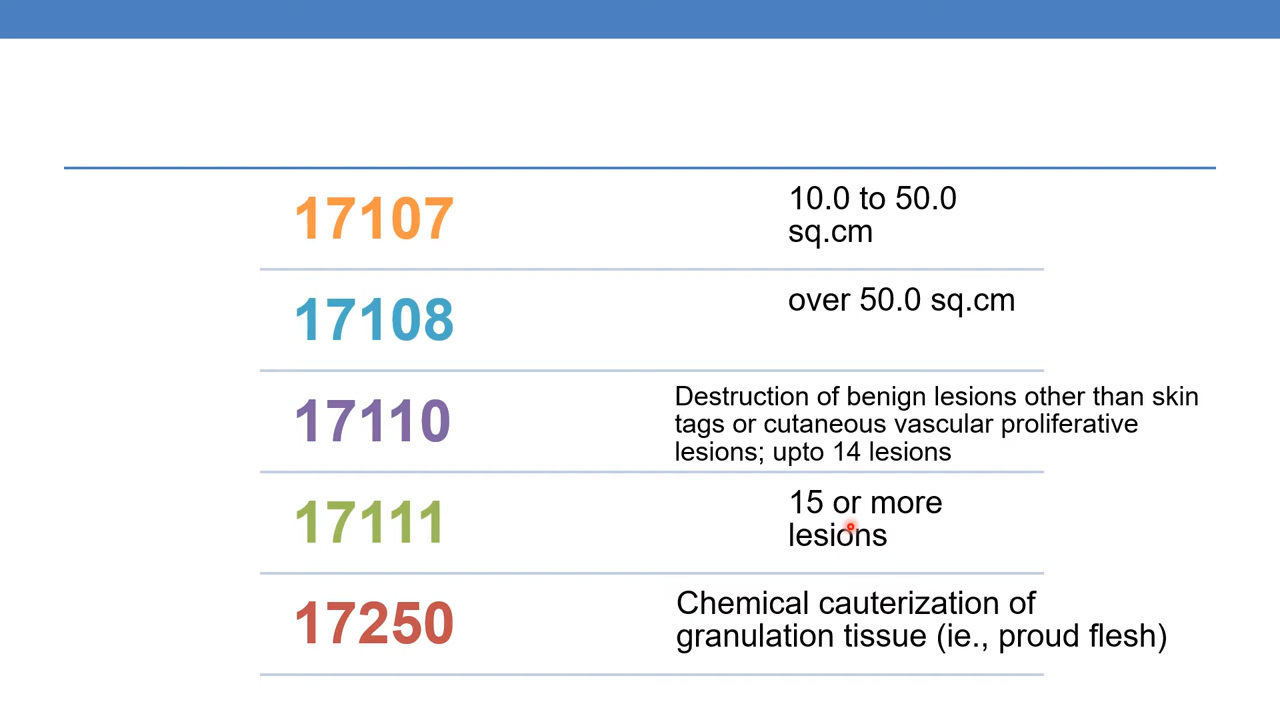 17107
10.0 to 50.0
sq.cm
17108
over 50.0 sq.cm
17110
Destruction of benign lesions other than skin
tags or cutaneous vascular proliferative
lesions; upto 14 lesions
17111
15 or more
lesions
17250
Chemical cauterization of
granulation tissue (ie., proud flesh)